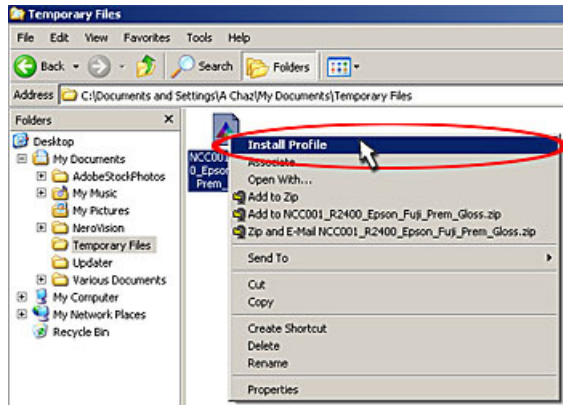 Temporary Files
File Edit View Favorites Tools Help
Back Search Folders
Address C:\Documents and Settings\A Chaz\My Documents\Temporary Files
Folders x
Desktop
My Documents
AdobeStockPhotos
My Music
My Pictures
NeroVision
Temporary Files
Updater
Various Documents
My Computer
My Network Places
Recycle Bin
NCC001
0_Epson
Prem_
Install Profile
Associate...
Open With...
Add to Zip
Add to NCC001_R2400_Epson_Fuji_Prem_Gloss.zip
Zip and E-Mail NCC001_R2400_Epson_Fuji_Prem_Gloss.zip
Send To
Cut
Copy
Create Shortcut
Delete
Rename
Properties